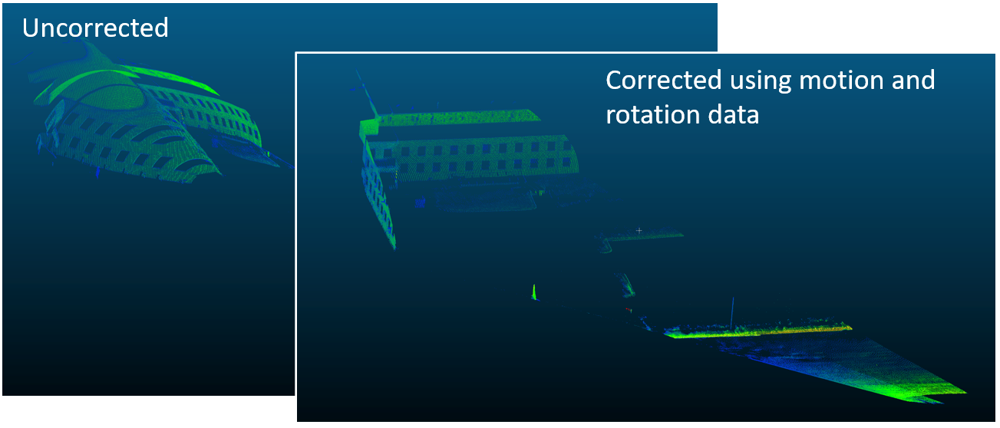 Uncorrected
Corrected using motion and
rotation data